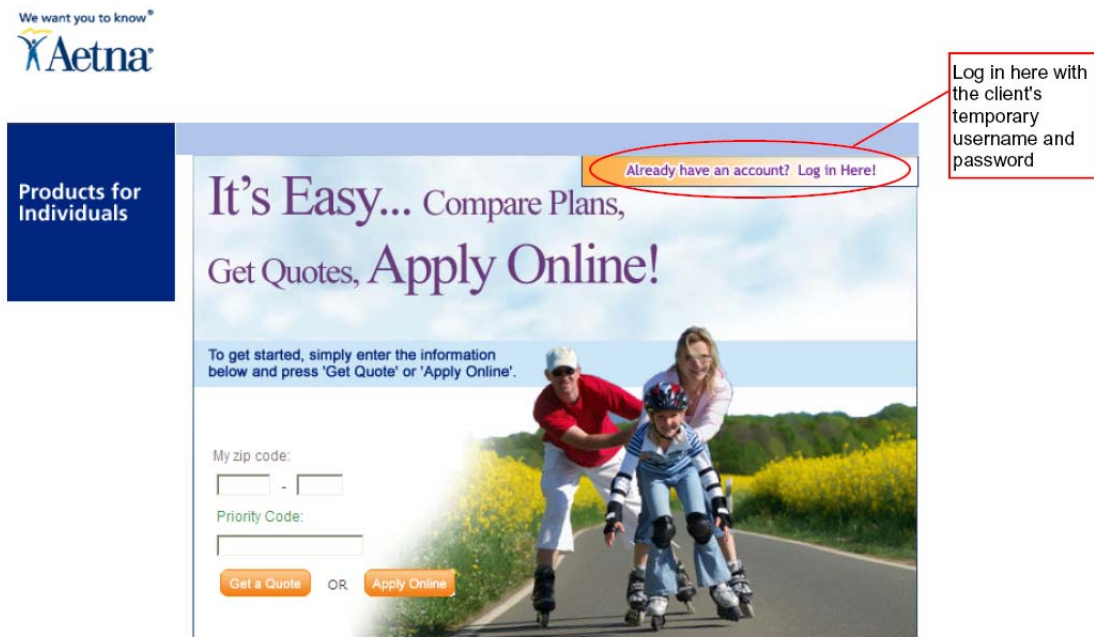 We want you to know®
Aetna®
Log in here with
the client's
temporary
username and
password
Already have an account? Log in Here!
Products for
Individuals
It's Easy... Compare Plans,
Get Quotes, Apply Online!
To get started, simply enter the information
below and press 'Get Quote' or 'Apply Online'.
My zip code:
-
Priority Code:
Get a Quote OR Apply Online